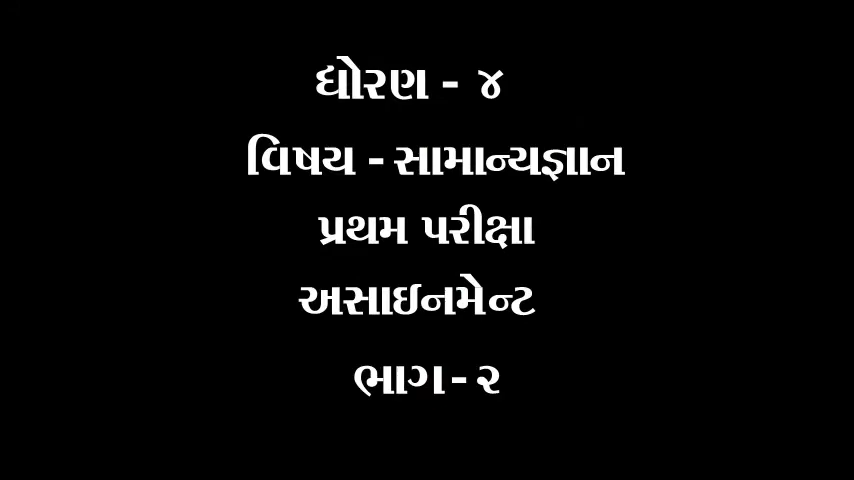 ધોરણ - ૪
વિષય - સામાન્યજ્ઞાન
પ્રથમ પરીક્ષા
અસાઇનમેન્ટ
ભાગ - ૨